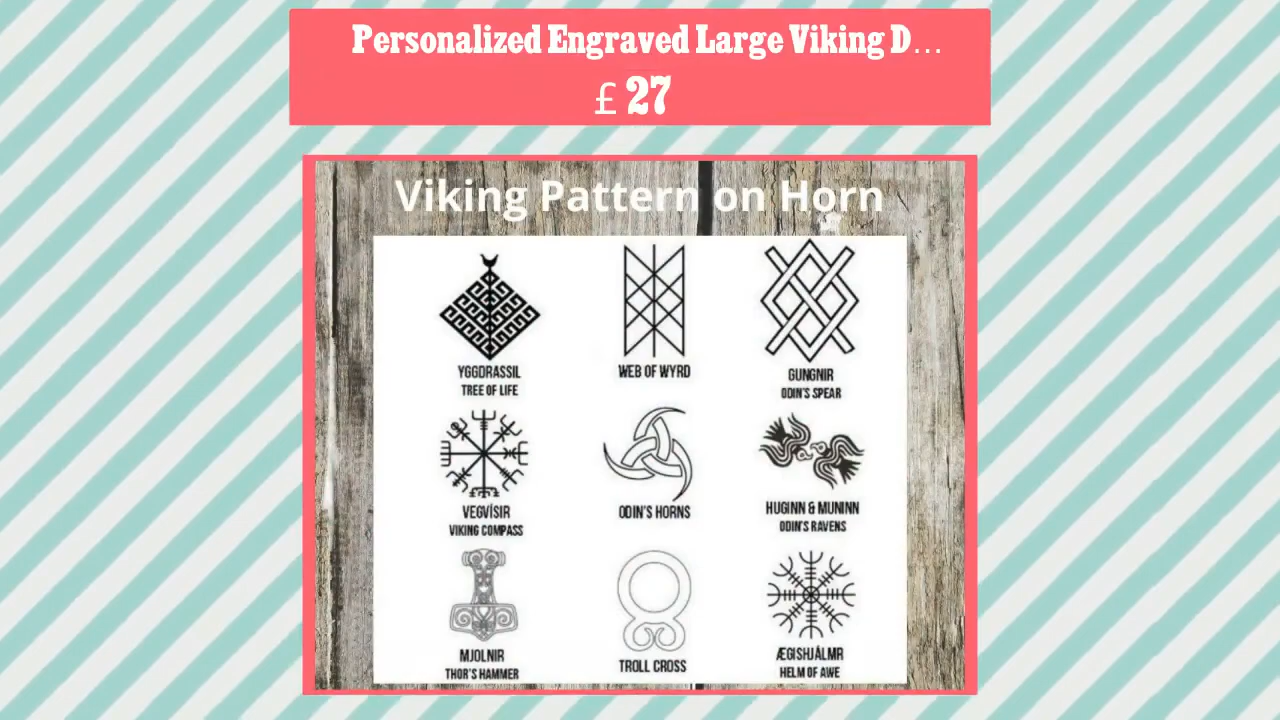 Personalized Engraved Large Viking D...
£ 27
Viking Pattern on Horn
YGGDRASSIL
TREE OF LIFE
WEB OF WYRD
GUNGNIR
ODIN'S SPEAR
VEGVÍSIR
VIKING COMPASS
ODIN'S HORNS
HUGINN & MUNINN
ODIN'S RAVENS
MJOLNIR
THOR'S HAMMER
TROLL CROSS
ÆGISHJÁLMR
HELM OF AWE